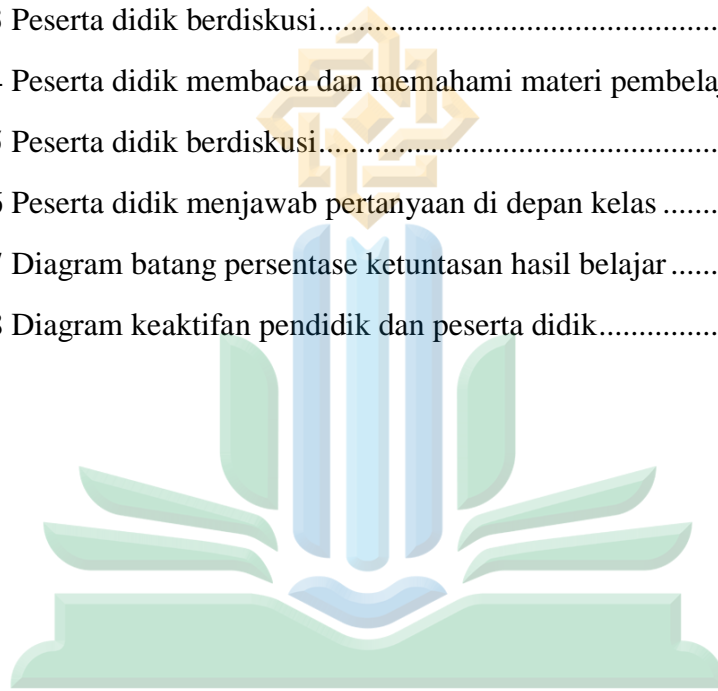 3 Peserta didik berdiskusi..................................................
4 Peserta didik membaca dan memahami materi
5 Peserta didik berdiskusi..................................................
6 Peserta didik menjawab pertanyaan di depan kelas .......
7 Diagram batang persentase ketuntasan hasil belajar ......
8 Diagram keaktifan pendidik dan peserta didik...............